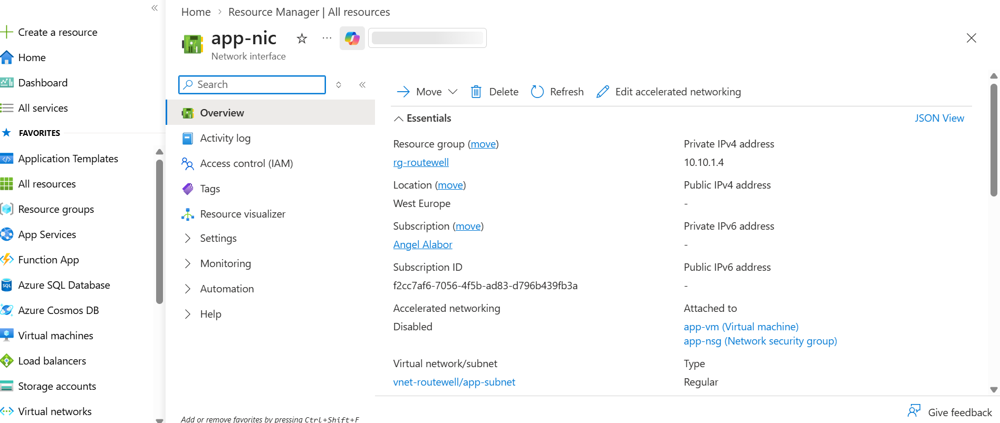 Create a resource
Home
Dashboard
All services
FAVORITES
Application Templates
All resources
Resource groups
App Services
Function App
SQL
Azure SQL Database
Azure Cosmos DB
Virtual machines
Load balancers
Storage accounts
Virtual networks
Home > Resource Manager | All resources
app-nic
Network interface
Search
Overview
Activity log
Access control (IAM)
Tags
Resource visualizer
Settings
Monitoring
Automation
Help
Add or remove favorites by pressing Ctrl+Shift+F
Move
Delete
Refresh
Edit accelerated networking
Essentials
JSON View
Resource group (move)
rg-routewell
Location (move)
West Europe
Subscription (move)
Angel Alabor
Subscription ID
f2cc7af6-7056-4f5b-ad83-d796b439fb3a
Accelerated networking
Disabled
Virtual network/subnet
vnet-routewell/app-subnet
Private IPv4 address
10.10.1.4
Public IPv4 address
-
Private IPv6 address
-
Public IPv6 address
-
Attached to
app-vm (Virtual machine)
app-nsg (Network security group)
Type
Regular
Give feedback